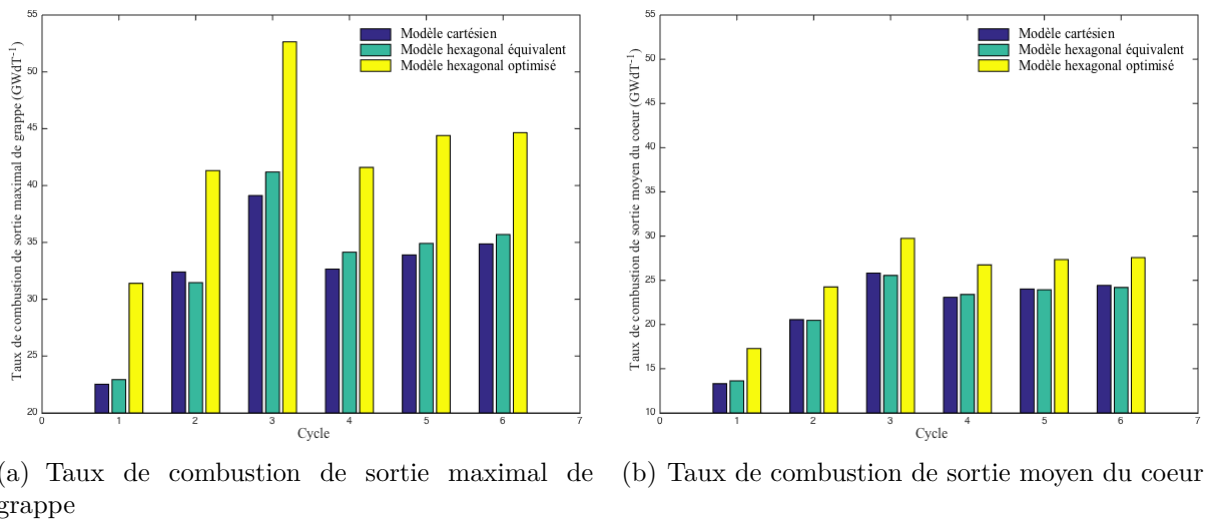 55
50
45
40
35
30
25
20
0
1
2
3
4
5
6
7
Taux de combustion de sortie maximal de grappe (GWdT-1)
Cycle
Modèle cartésien
Modèle hexagonal équivalent
Modèle hexagonal optimisé
55
50
45
40
35
30
25
20
15
10
0
1
2
3
4
5
6
7
Taux de combustion de sortie moyen du coeur (GWdT-1)
Cycle
Modèle cartésien
Modèle hexagonal équivalent
Modèle hexagonal optimisé
(a) Taux de combustion de sortie maximal de
grappe
(b) Taux de combustion de sortie moyen du coeur